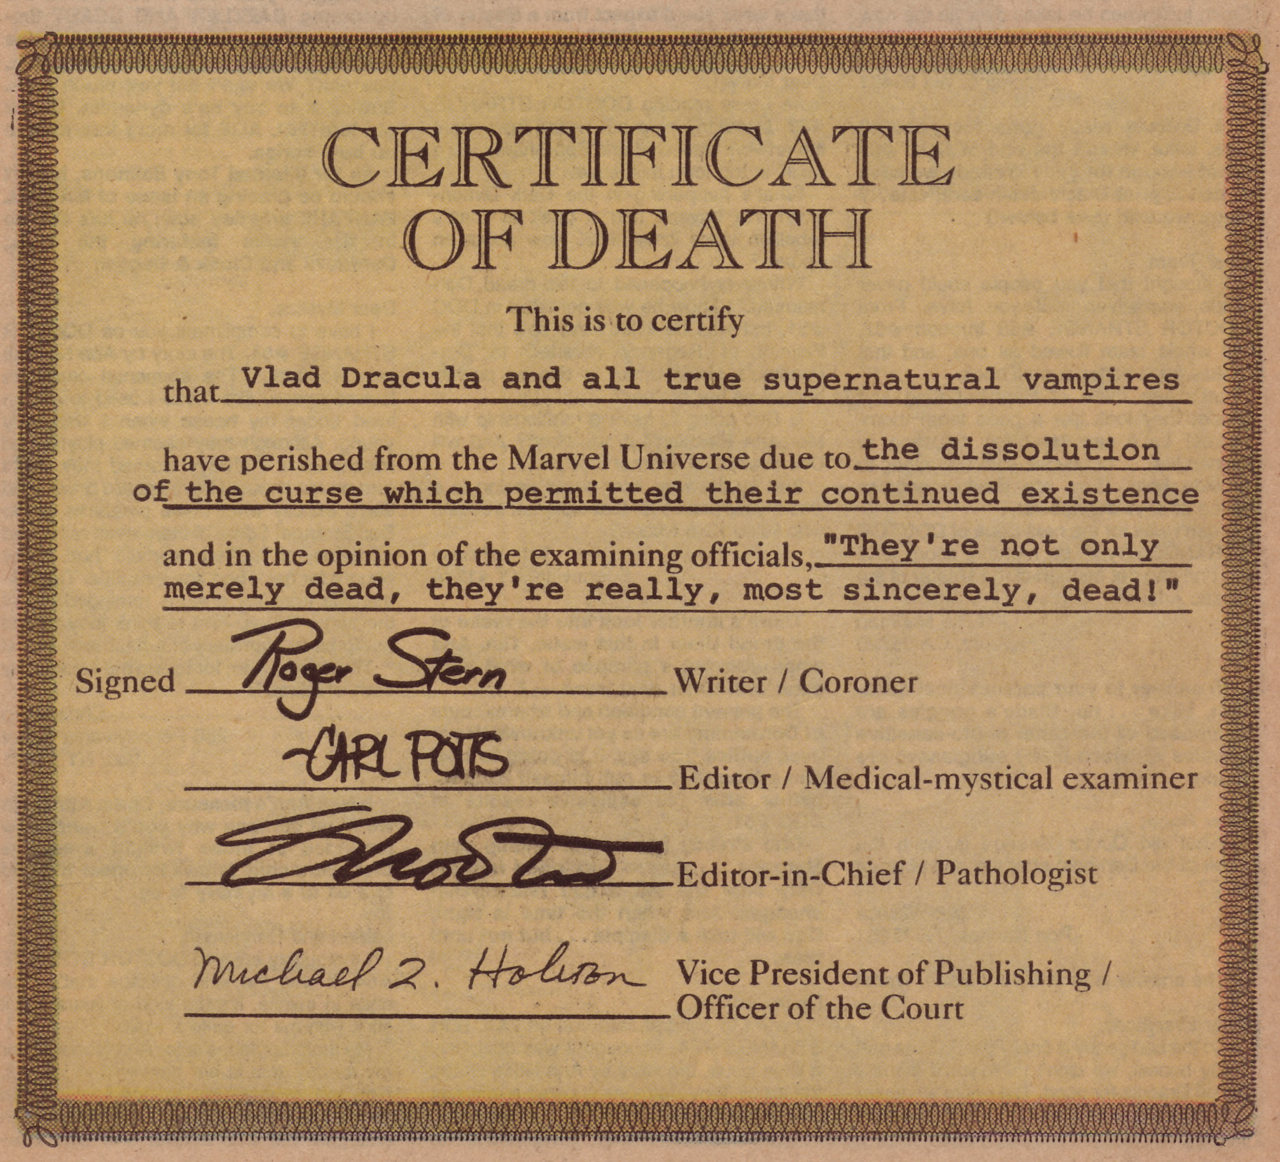 CERTIFICATE
OF DEATH
This is to certify
that Vlad Dracula and all true supernatural vampires
have perished from the Marvel Universe due to the dissolution
of the curse which permitted their continued existence
and in the opinion of the examining officials, "They're not only
merely dead, they're really, most sincerely, dead!"
Signed Roger Stern Writer / Coroner
CARL POTTS Editor / Medical-mystical examiner
Editor-in-Chief / Pathologist
Michael Z. Hobson Vice President of Publishing /
Officer of the Court